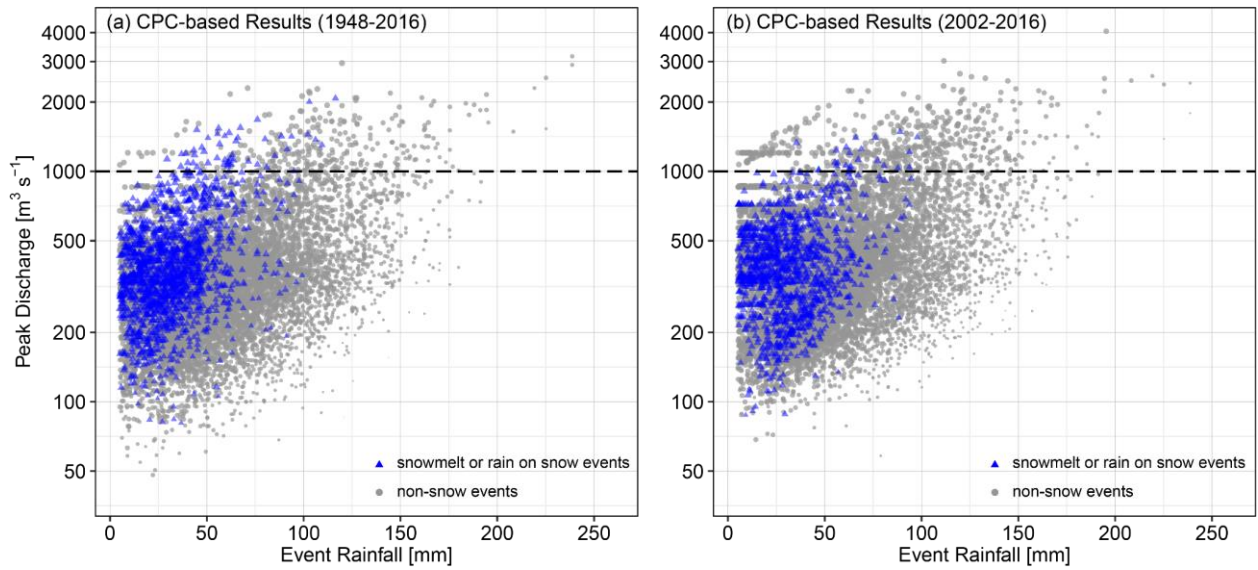 (a) CPC-based Results (1948-2016)
4000
3000
2000
1000
500
200
100
50
Peak Discharge [m³ s⁻¹]
snowmelt or rain on snow events
non-snow events
0 50 100 150 200 250
Event Rainfall [mm]
(b) CPC-based Results (2002-2016)
4000
3000
2000
1000
500
200
100
50
snowmelt or rain on snow events
non-snow events
0 50 100 150 200 250
Event Rainfall [mm]